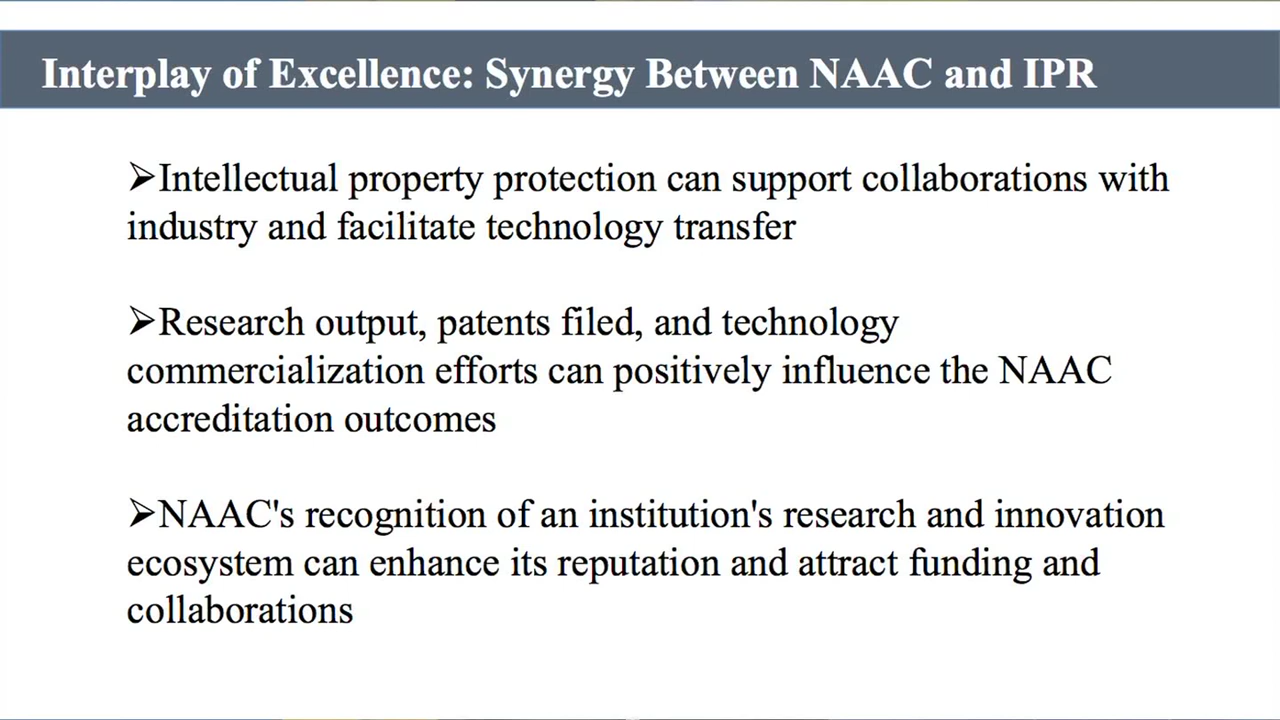 Interplay of Excellence: Synergy Between NAAC and IPR
➢Intellectual property protection can support collaborations with
industry and facilitate technology transfer
➢Research output, patents filed, and technology
commercialization efforts can positively influence the NAAC
accreditation outcomes
➢NAAC's recognition of an institution's research and innovation
ecosystem can enhance its reputation and attract funding and
collaborations